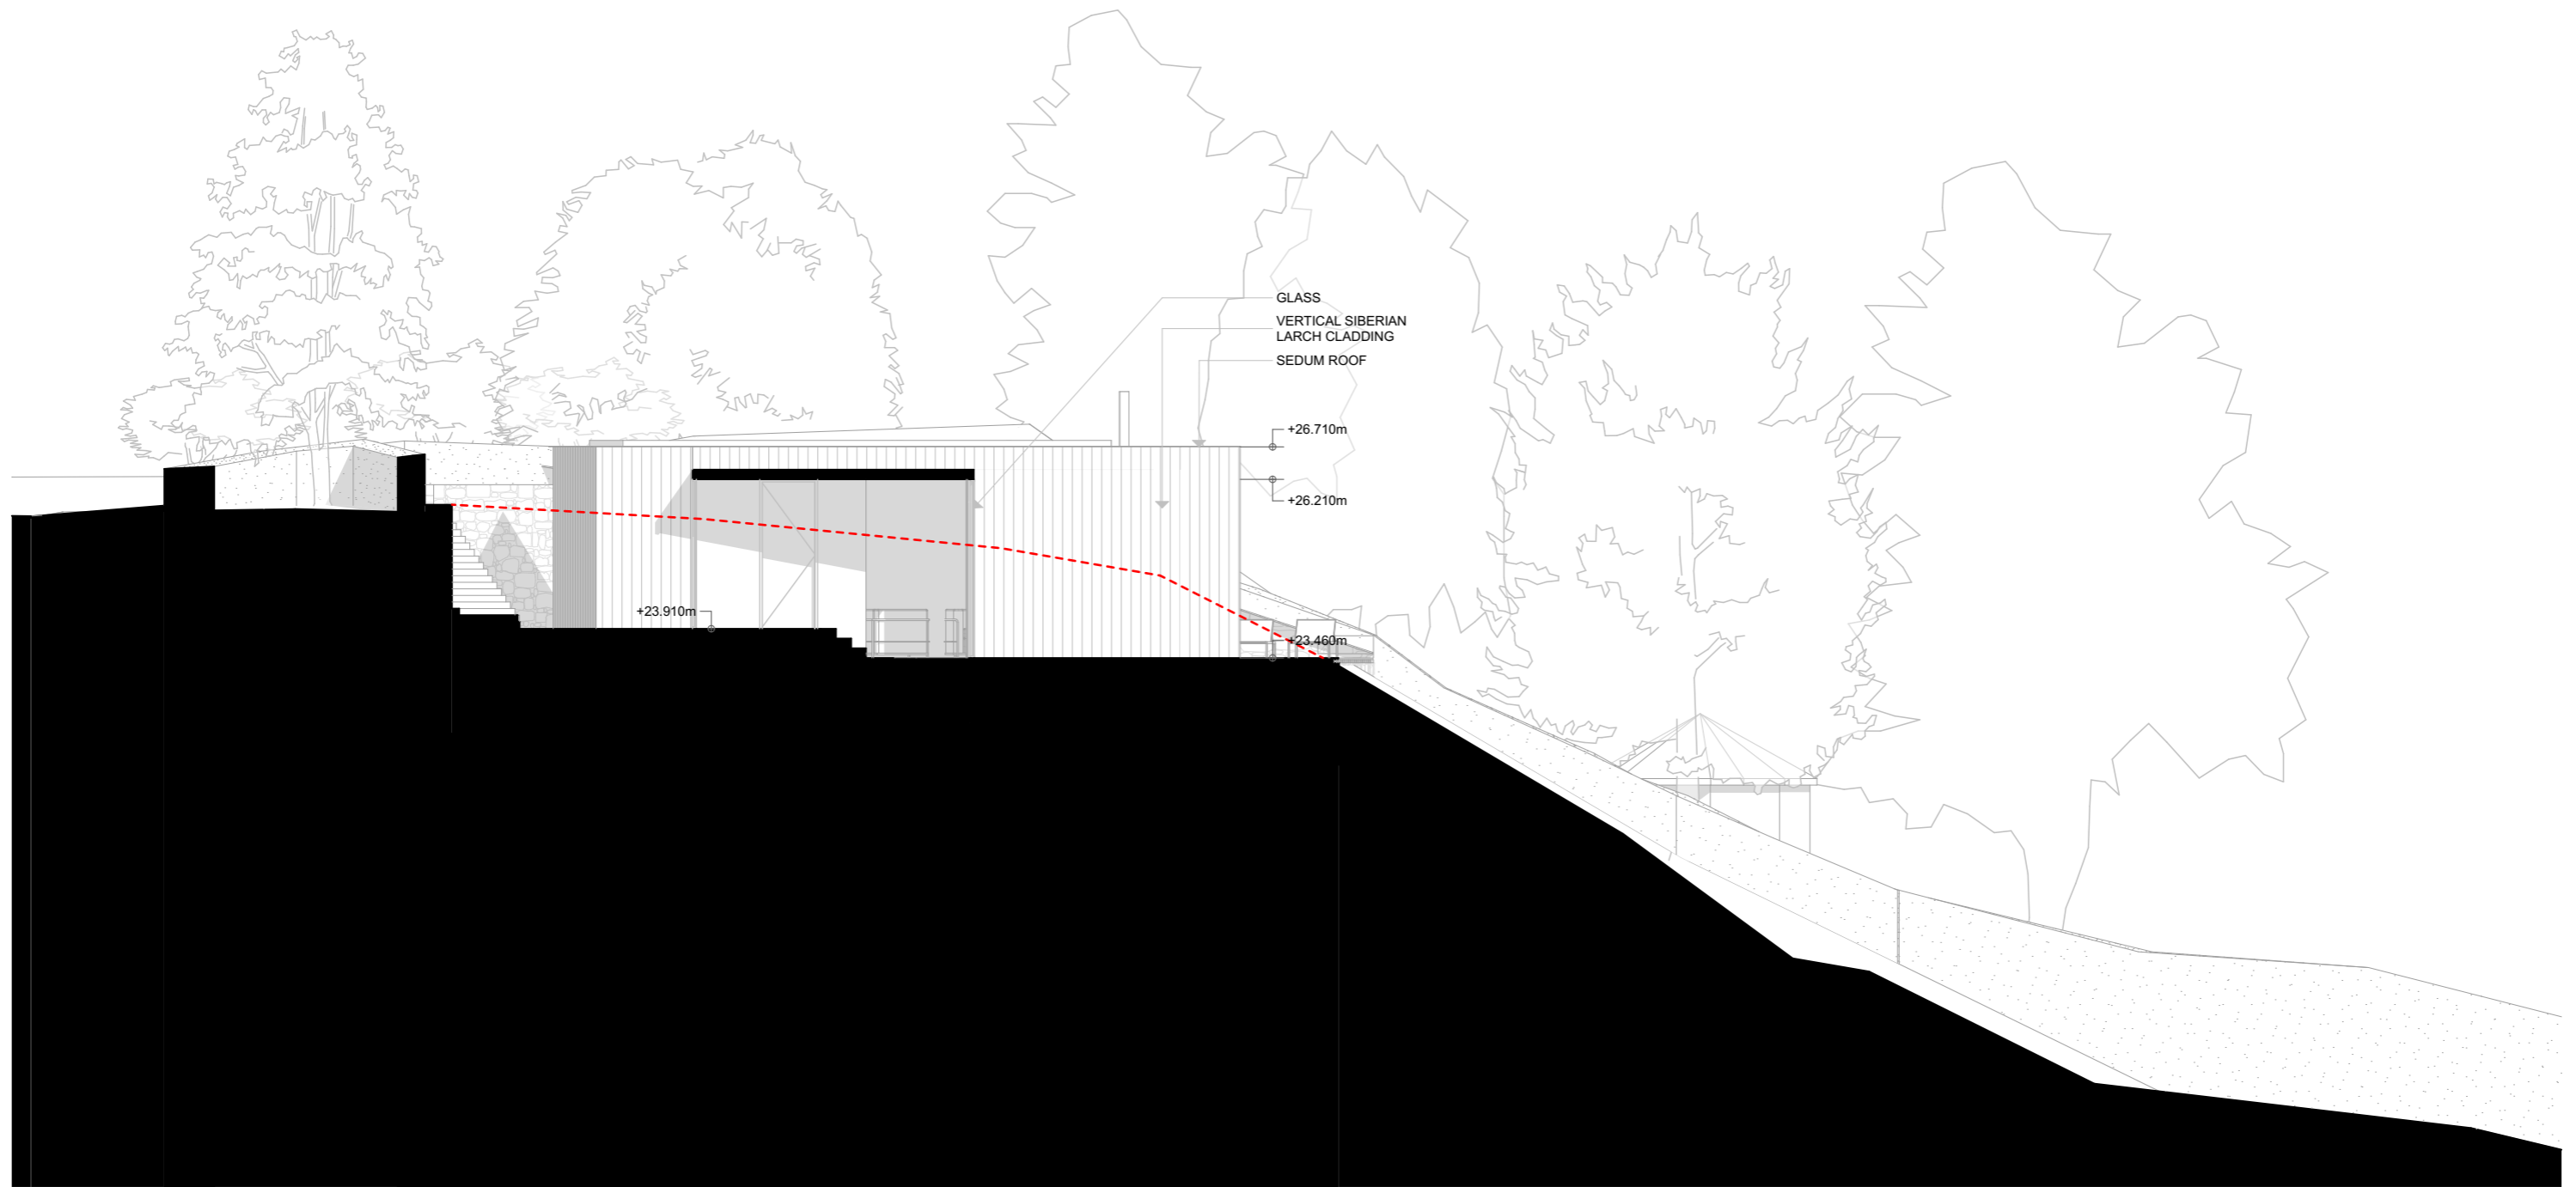 GLASS
VERTICAL SIBERIAN
LARCH CLADDING
SEDUM ROOF
+26.710m
+26.210m
+23.910m
+23.460m